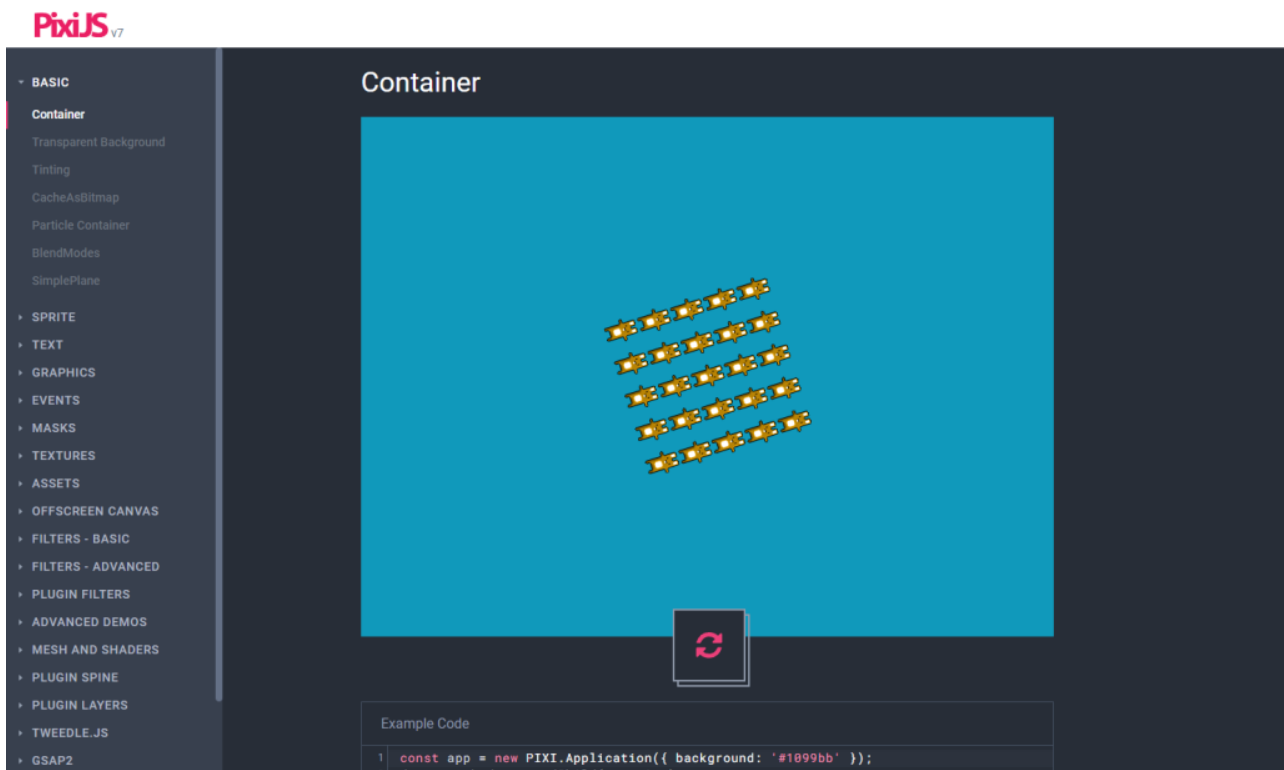 PixiJS v7
BASIC
Container
Transparent Background
Tinting
CacheAsBitmap
Particle Container
BlendModes
SimplePlane
SPRITE
TEXT
GRAPHICS
EVENTS
MASKS
TEXTURES
ASSETS
OFFSCREEN CANVAS
FILTERS - BASIC
FILTERS - ADVANCED
PLUGIN FILTERS
ADVANCED DEMOS
MESH AND SHADERS
PLUGIN SPINE
PLUGIN LAYERS
TWEEDLE.JS
GSAP2
Container
Example Code
1 const app = new PIXI.Application({ background: '#1099bb' });